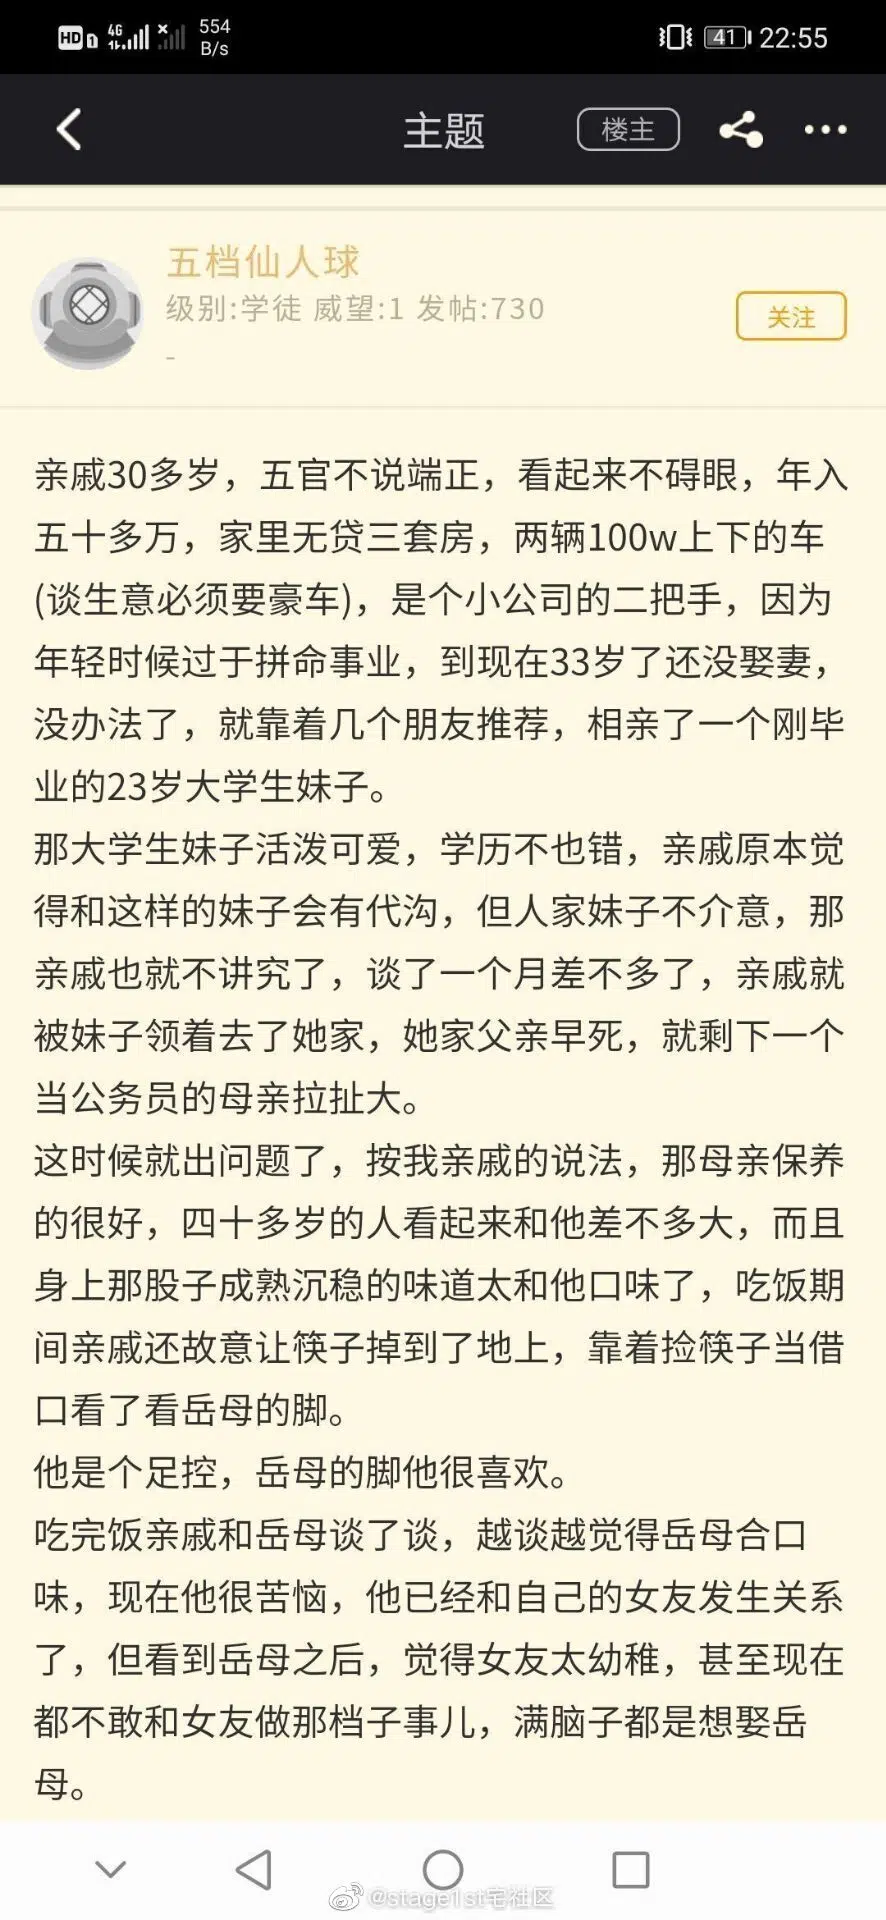 HD 1 4G 554 B/s 41 22:55
主题 楼主
五档仙人球
级别:学徒 威望:1 发帖:730
关注
-
亲戚30多岁，五官不说端正，看起来不碍眼，年入
五十多万，家里无贷三套房，两辆100w上下的车
(谈生意必须要豪车)，是个小公司的二把手，因为
年轻时候过于拼命事业，到现在33岁了还没娶妻，
没办法了，就靠着几个朋友推荐，相亲了一个刚毕
业的23岁大学生妹子。
那大学生妹子活泼可爱，学历不也错，亲戚原本觉
得和这样的妹子会有代沟，但人家妹子不介意，那
亲戚也就不讲究了，谈了一个月差不多了，亲戚就
被妹子领着去了她家，她家父亲早死，就剩下一个
当公务员的母亲拉扯大。
这时候就出问题了，按我亲戚的说法，那母亲保养
的很好，四十多岁的人看起来和他差不多大，而且
身上那股子成熟沉稳的味道太和他口味了，吃饭期
间亲戚还故意让筷子掉到了地上，靠着捡筷子当借
口看了看岳母的脚。
他是个足控，岳母的脚他很喜欢。
吃完饭亲戚和岳母谈了谈，越谈越觉得岳母合口
味，现在他很苦恼，他已经和自己的女友发生关系
了，但看到岳母之后，觉得女友太幼稚，甚至现在
都不敢和女友做那档子事儿，满脑子都是想娶岳
母。
@stage1st宅社区